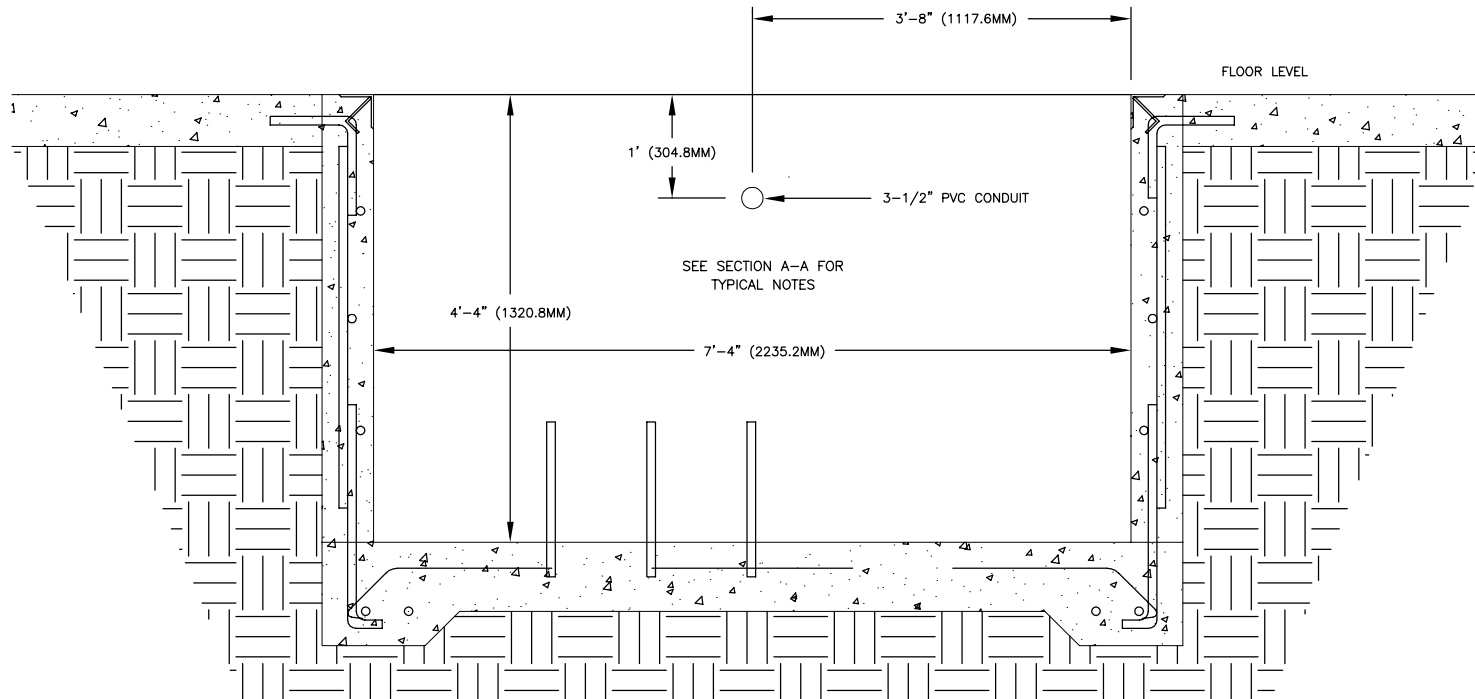 3'-8" (1117.6MM)
FLOOR LEVEL
1' (304.8MM)
3-1/2" PVC CONDUIT
SEE SECTION A-A FOR
TYPICAL NOTES
4'-4" (1320.8MM)
7'-4" (2235.2MM)